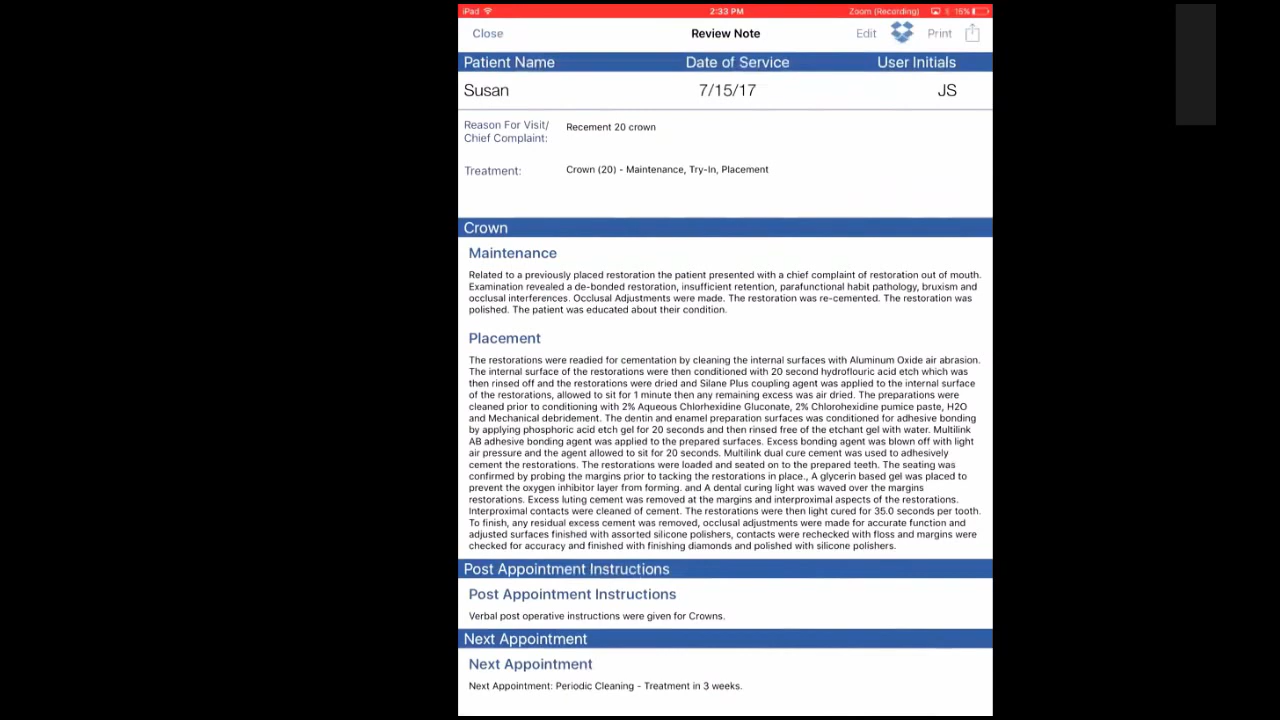 iPad 2:33 PM Zoom (Recording) 16%
Close Review Note Edit Print
Patient Name Date of Service User Initials
Susan 7/15/17 JS
Reason For Visit/
Chief Complaint:
Recement 20 crown
Treatment: Crown (20) - Maintenance, Try-In, Placement
Crown
Maintenance
Related to a previously placed restoration the patient presented with a chief complaint of restoration out of mouth.
Examination revealed a de-bonded restoration, insufficient retention, parafunctional habit pathology, bruxism and
occlusal interferences. Occlusal Adjustments were made. The restoration was re-cemented. The restoration was
polished. The patient was educated about their condition.
Placement
The restorations were readied for cementation by cleaning the internal surfaces with Aluminum Oxide air abrasion.
The internal surface of the restorations were then conditioned with 20 second hydroflouric acid etch which was
then rinsed off and the restorations were dried and Silane Plus coupling agent was applied to the internal surface
of the restorations, allowed to sit for 1 minute then any remaining excess was air dried. The preparations were
cleaned prior to conditioning with 2% Aqueous Chlorhexidine Gluconate, 2% Chlorohexidine pumice paste, H2O
and Mechanical debridement. The dentin and enamel preparation surfaces was conditioned for adhesive bonding
by applying phosphoric acid etch gel for 20 seconds and then rinsed free of the etchant gel with water. Multilink
AB adhesive bonding agent was applied to the prepared surfaces. Excess bonding agent was blown off with light
air pressure and the agent allowed to sit for 20 seconds. Multilink dual cure cement was used to adhesively
cement the restorations. The restorations were loaded and seated on to the prepared teeth. The seating was
confirmed by probing the margins prior to tacking the restorations in place., A glycerin based gel was placed to
prevent the oxygen inhibitor layer from forming. and A dental curing light was waved over the margins
restorations. Excess luting cement was removed at the margins and interproximal aspects of the restorations.
Interproximal contacts were cleaned of cement. The restorations were then light cured for 35.0 seconds per tooth.
To finish, any residual excess cement was removed, occlusal adjustments were made for accurate function and
adjusted surfaces finished with assorted silicone polishers, contacts were rechecked with floss and margins were
checked for accuracy and finished with finishing diamonds and polished with silicone polishers.
Post Appointment Instructions
Post Appointment Instructions
Verbal post operative instructions were given for Crowns.
Next Appointment
Next Appointment
Next Appointment: Periodic Cleaning - Treatment in 3 weeks.